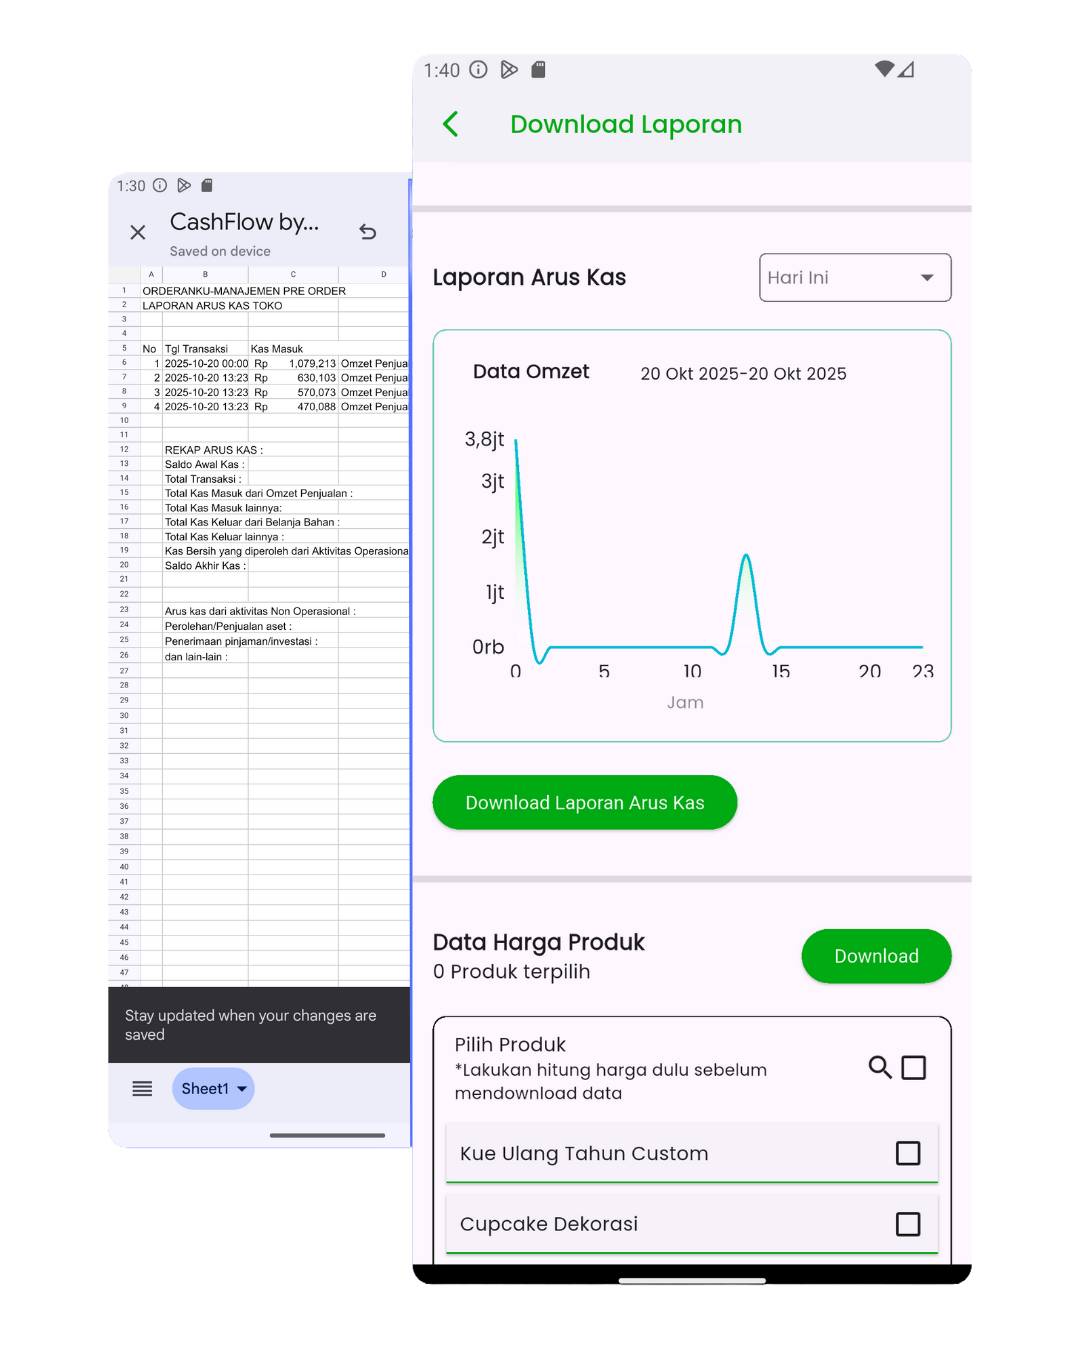 1:30
CashFlow by...
Saved on device
A B C D
1 ORDERANKU-MANAJEMEN PRE ORDER
2 LAPORAN ARUS KAS TOKO
3
4
5 No Tgl Transaksi Kas Masuk
6 1 2025-10-20 00:00 Rp 1,079,213 Omzet Penjua
7 2 2025-10-20 13:23 Rp 630,103 Omzet Penjua
8 3 2025-10-20 13:23 Rp 570,073 Omzet Penjua
9 4 2025-10-20 13:23 Rp 470,088 Omzet Penjua
10
11
12 REKAP ARUS KAS :
13 Saldo Awal Kas :
14 Total Transaksi :
15 Total Kas Masuk dari Omzet Penjualan :
16 Total Kas Masuk lainnya:
17 Total Kas Keluar dari Belanja Bahan :
18 Total Kas Keluar lainnya :
19 Kas Bersih yang diperoleh dari Aktivitas Operasiona
20 Saldo Akhir Kas :
21
22
23 Arus kas dari aktivitas Non Operasional :
24 Perolehan/Penjualan aset :
25 Penerimaan pinjaman/investasi :
26 dan lain-lain :
27
28
29
30
31
32
33
34
35
36
37
38
39
40
41
42
43
44
45
46
47
Stay updated when your changes are
saved
Sheet1
1:40
Download Laporan
Laporan Arus Kas
Hari Ini
Data Omzet 20 Okt 2025-20 Okt 2025
3,8jt
3jt
2jt
1jt
0rb
0 5 10 15 20 23
Jam
Download Laporan Arus Kas
Data Harga Produk
0 Produk terpilih
Download
Pilih Produk
*Lakukan hitung harga dulu sebelum
mendownload data
Kue Ulang Tahun Custom
Cupcake Dekorasi